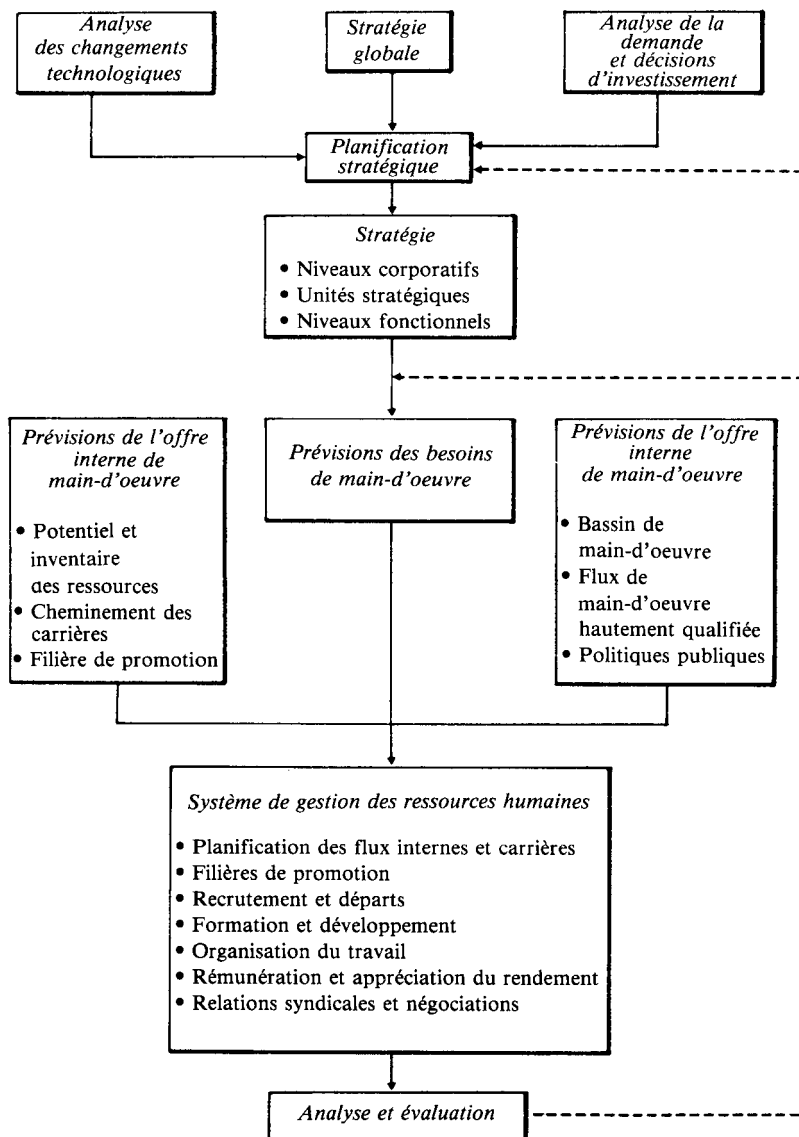 Analyse
des changements
technologiques
Stratégie
globale
Analyse de la
demande
et décisions
d'investissement
Planification
stratégique
Stratégie
• Niveaux corporatifs
• Unités stratégiques
• Niveaux fonctionnels
Prévisions de l'offre
interne de
main-d'oeuvre
• Potentiel et
inventaire
des ressources
• Cheminement des
carrières
• Filière de promotion
Prévisions des besoins
de main-d'oeuvre
Prévisions de l'offre
interne
de main-d'oeuvre
• Bassin de
main-d'oeuvre
• Flux de
main-d'oeuvre
hautement qualifiée
• Politiques publiques
Système de gestion des ressources humaines
• Planification des flux internes et carrières
• Filières de promotion
• Recrutement et départs
• Formation et développement
• Organisation du travail
• Rémunération et appréciation du rendement
• Relations syndicales et négociations
Analyse et évaluation